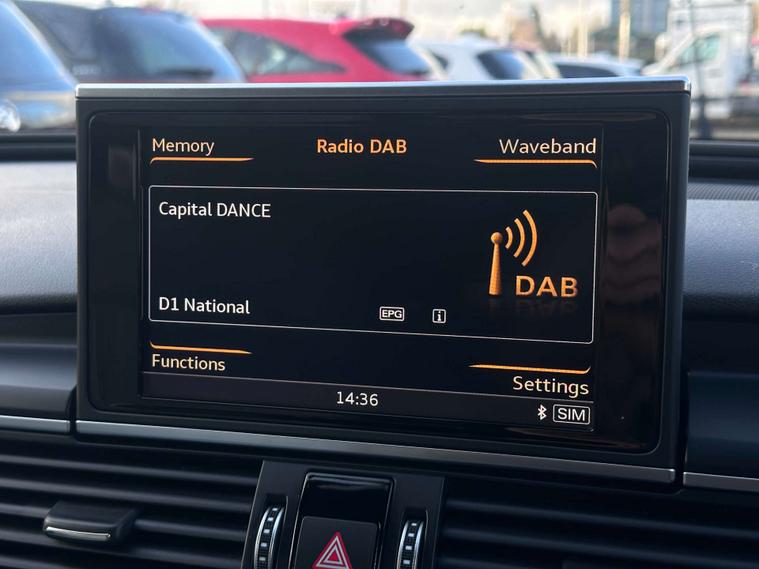 Memory
Radio DAB
Waveband
Capital DANCE
DAB
D1 National
EPG
i
Functions
Settings
14:36
SIM